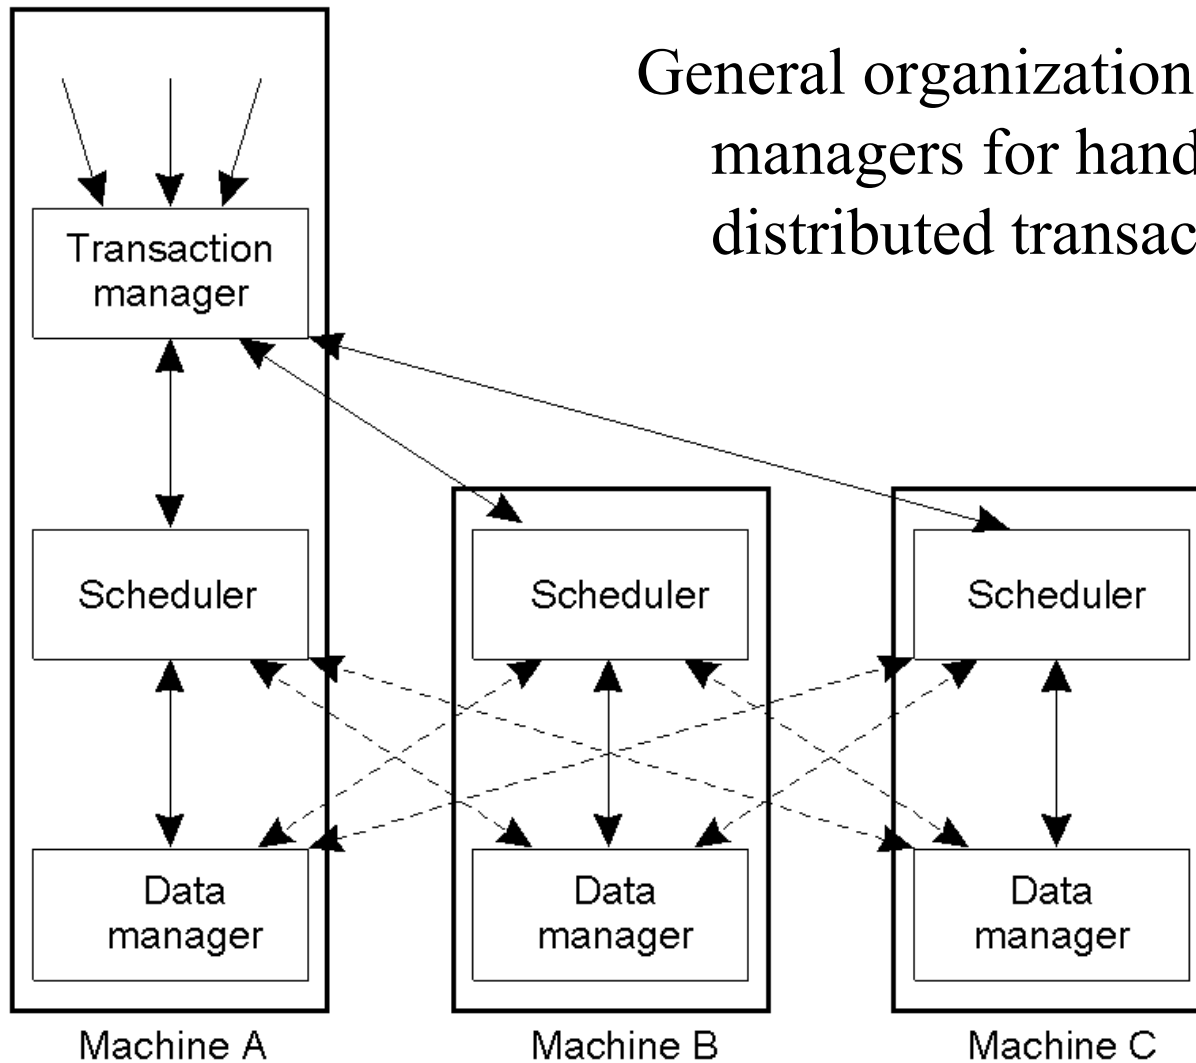 General organization
managers for hand
distributed transac
Transaction
manager
Scheduler
Scheduler
Scheduler
Data
manager
Data
manager
Data
manager
Machine A
Machine B
Machine C